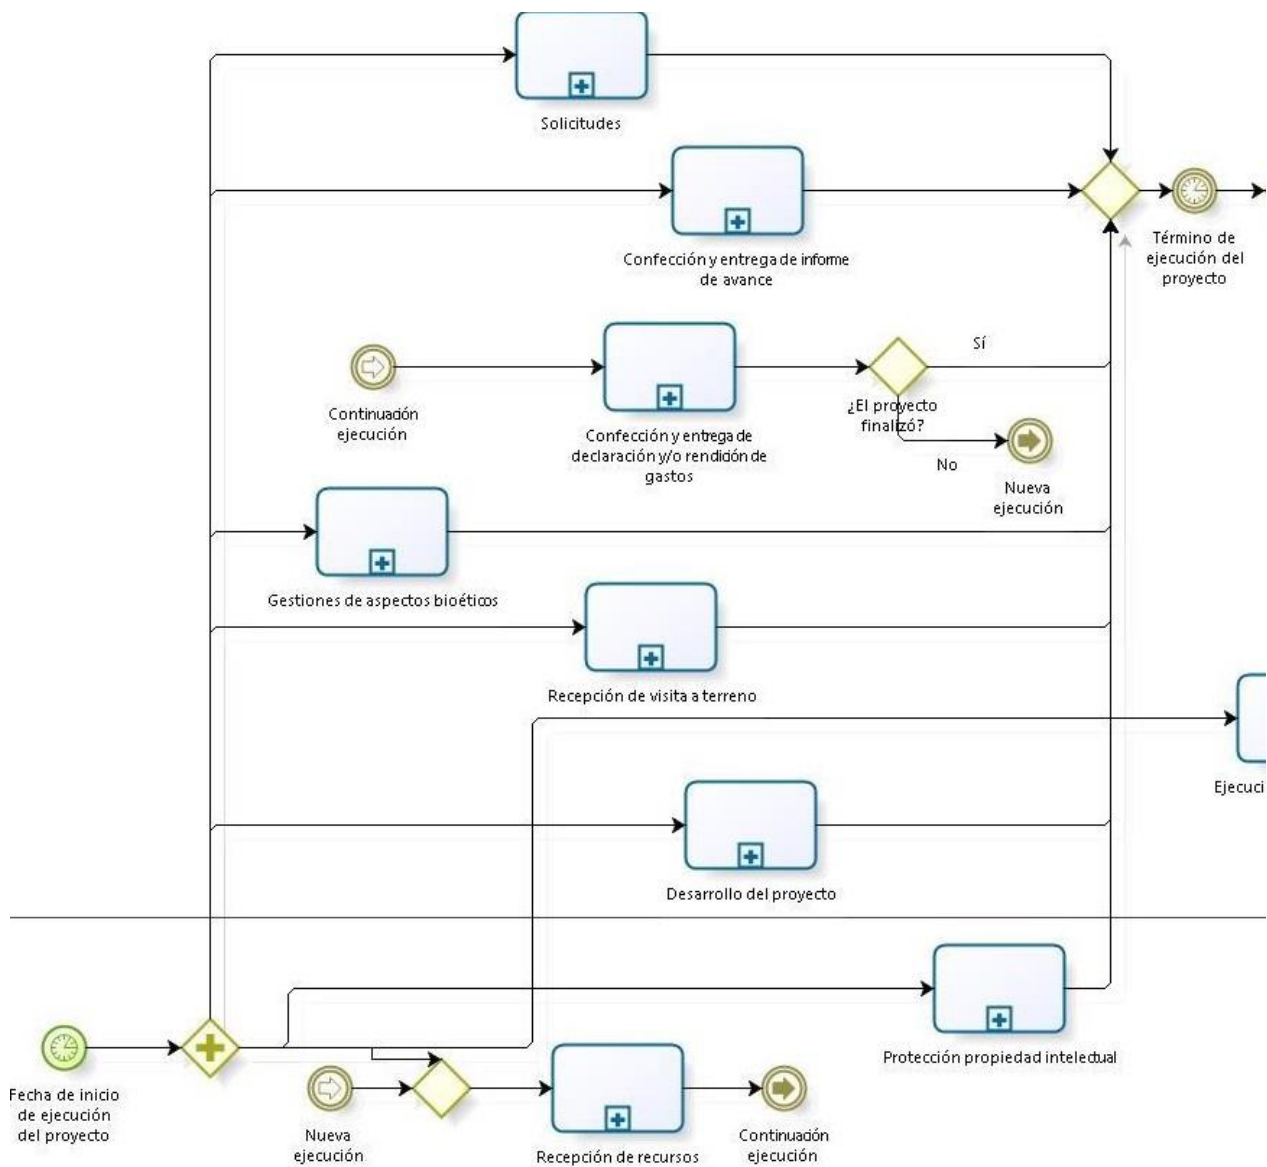 Solicitudes
Confección y entrega de informe
de avance
Término de
ejecución del
proyecto
Sí
Continuación
ejecución
Confección y entrega de
declaración y/o rendición de
gastos
¿El proyecto
finalizó?
No
Nueva
ejecución
Gestiones de aspectos bioéticos
Recepción de visita a terreno
Ejecuci
Desarrollo del proyecto
Protección propiedad intelectual
Fecha de inicio
de ejecución
del proyecto
Nueva
ejecución
Recepción de recursos
Continuación
ejecución